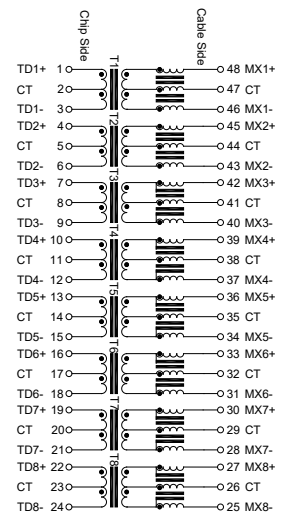 Chip Side Cable Side
T1
TD1+ 1 48 MX1+
CT 2 47 CT
TD1- 3 46 MX1-
T2
TD2+ 4 45 MX2+
CT 5 44 CT
TD2- 6 43 MX2-
T3
TD3+ 7 42 MX3+
CT 8 41 CT
TD3- 9 40 MX3-
T4
TD4+ 10 39 MX4+
CT 11 38 CT
TD4- 12 37 MX4-
T5
TD5+ 13 36 MX5+
CT 14 35 CT
TD5- 15 34 MX5-
T6
TD6+ 16 33 MX6+
CT 17 32 CT
TD6- 18 31 MX6-
T7
TD7+ 19 30 MX7+
CT 20 29 CT
TD7- 21 28 MX7-
T8
TD8+ 22 27 MX8+
CT 23 26 CT
TD8- 24 25 MX8-